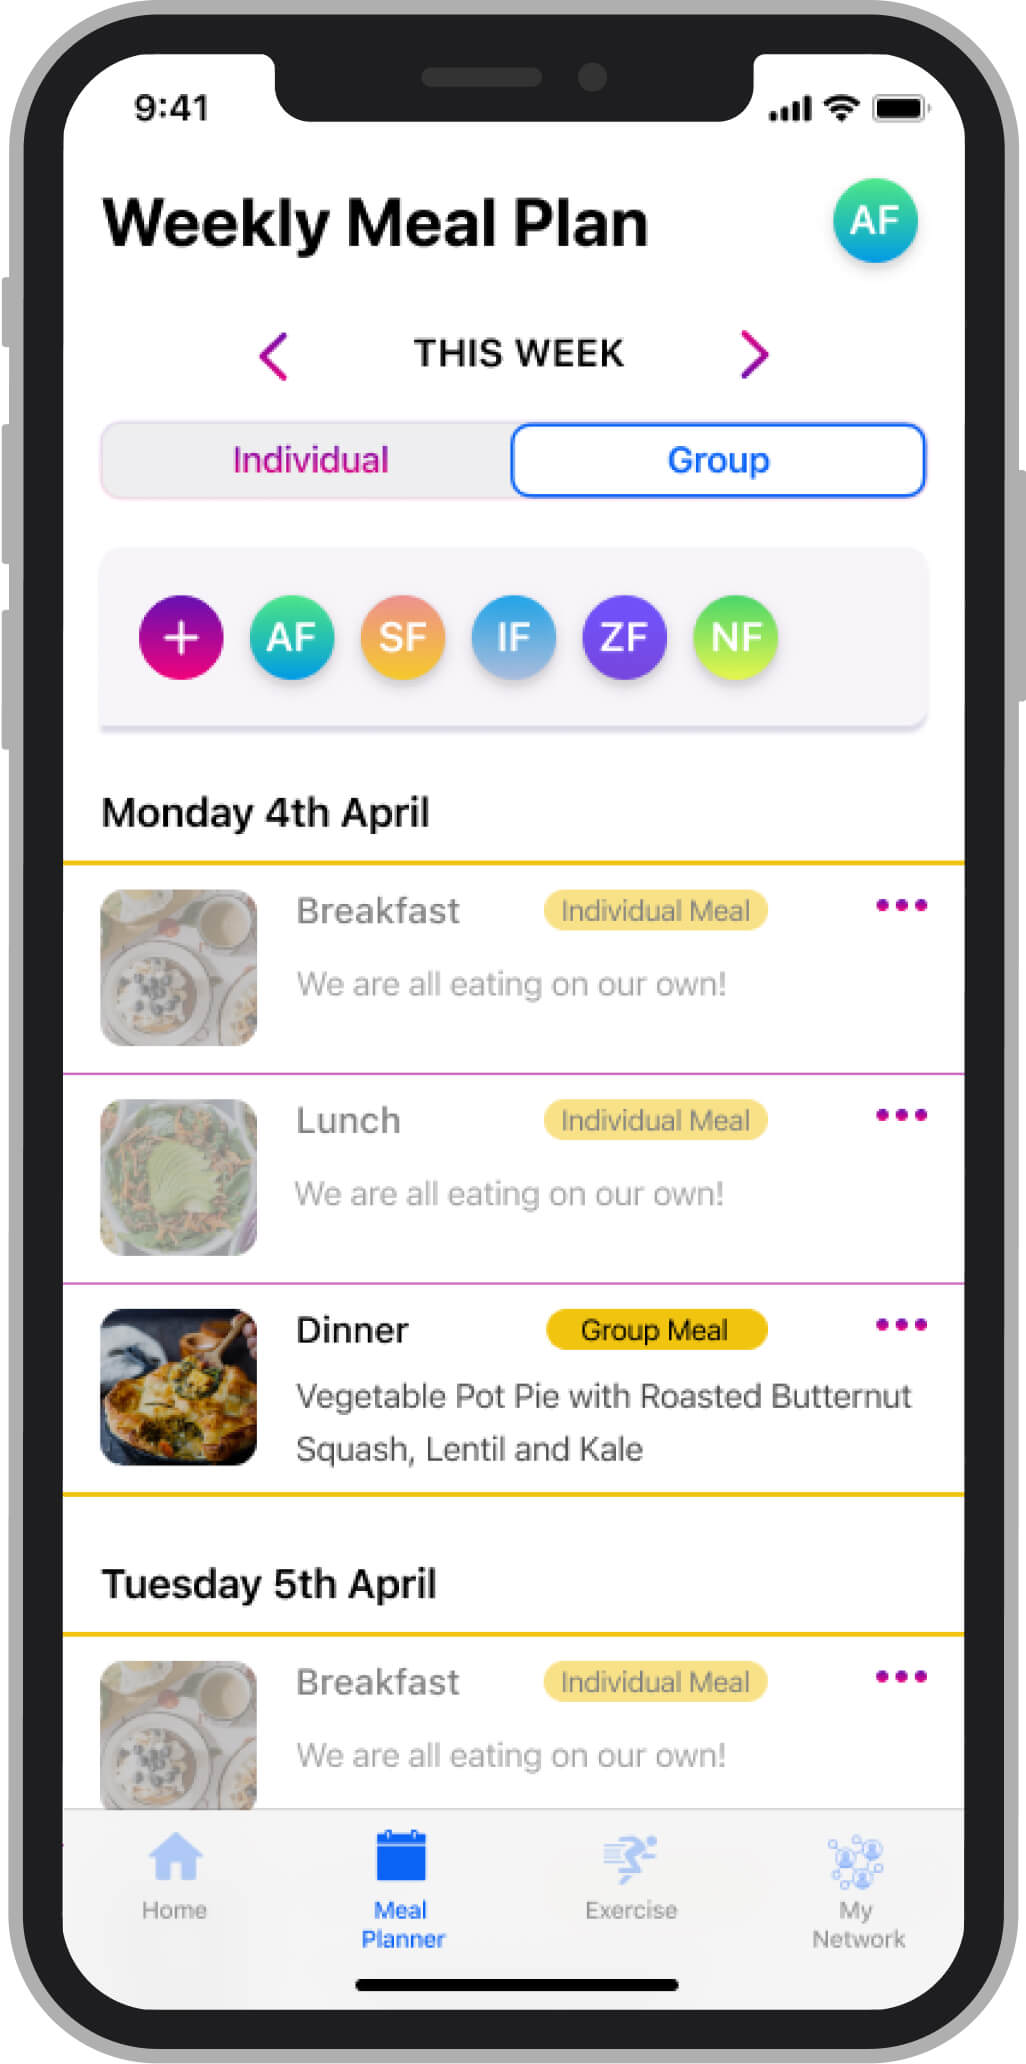 9:41
Weekly Meal Plan
AF
THIS WEEK
Individual
Group
+
AF
SF
IF
ZF
NF
Monday 4th April
Breakfast
Individual Meal
We are all eating on our own!
Lunch
Individual Meal
We are all eating on our own!
Dinner
Group Meal
Vegetable Pot Pie with Roasted Butternut
Squash, Lentil and Kale
Tuesday 5th April
Breakfast
Individual Meal
We are all eating on our own!
Home
Meal
Planner
Exercise
My
Network